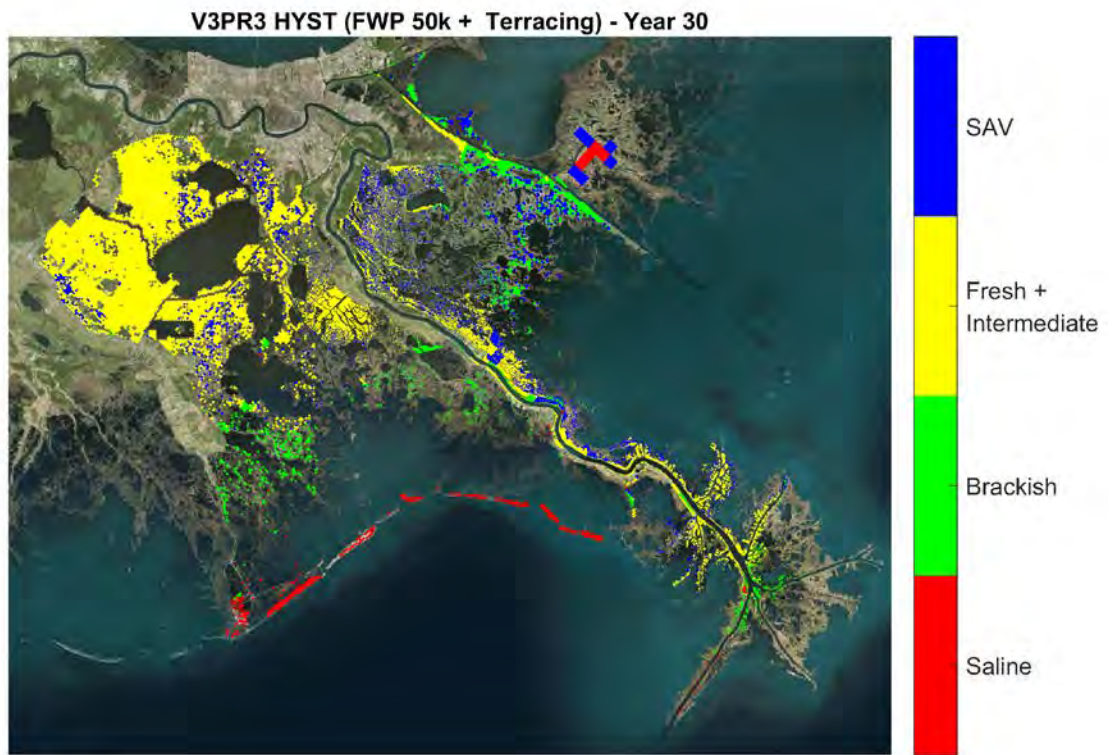 V3PR3 HYST (FWP 50k + Terracing) - Year 30
SAV
Fresh +
Intermediate
Brackish
Saline